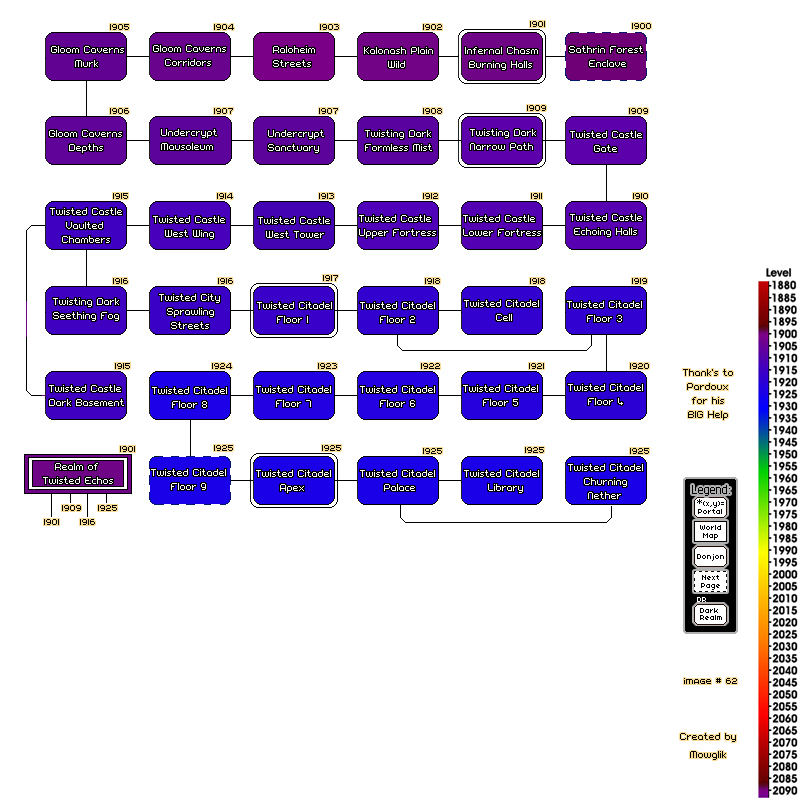 1905
1904
1903
1902
1901
1900
Gloom Caverns
Murk
Gloom Caverns
Corridors
Raloheim
Streets
Kalonash Plain
Wild
Infernal Chasm
Burning Halls
Sathrin Forest
Enclave
1906
1907
1907
1908
1909
1909
Gloom Caverns
Depths
Undercrypt
Mausoleum
Undercrypt
Sanctuary
Twisting Dark
Formless Mist
Twisting Dark
Narrow Path
Twisted Castle
Gate
1915
1914
1913
1912
1911
1910
Twisted Castle
Vaulted
Chambers
Twisted Castle
West Wing
Twisted Castle
West Tower
Twisted Castle
Upper Fortress
Twisted Castle
Lower Fortress
Twisted Castle
Echoing Halls
1916
1916
1917
1918
1918
1919
Twisting Dark
Seething Fog
Twisted City
Sprawling
Streets
Twisted Citadel
Floor 1
Twisted Citadel
Floor 2
Twisted Citadel
Cell
Twisted Citadel
Floor 3
1915
1924
1923
1922
1921
1920
Twisted Castle
Dark Basement
Twisted Citadel
Floor 8
Twisted Citadel
Floor 7
Twisted Citadel
Floor 6
Twisted Citadel
Floor 5
Twisted Citadel
Floor 4
1901
1925
1925
1925
1925
1925
Realm of
Twisted Echos
Twisted Citadel
Floor 9
Twisted Citadel
Apex
Twisted Citadel
Palace
Twisted Citadel
Library
Twisted Citadel
Churning
Nether
1909
1925
1901
1916
Thank's to
Pardoux
for his
BIG Help
Legend:
*(x,y)=
Portal
World
Map
Donjon
Next
Page
DR
Dark
Realm
image # 62
Created by
Mowglik
Level
1880
1885
1890
1895
1900
1905
1910
1915
1920
1925
1930
1935
1940
1945
1950
1955
1960
1965
1970
1975
1980
1985
1990
1995
2000
2005
2010
2015
2020
2025
2030
2035
2040
2045
2050
2055
2060
2065
2070
2075
2080
2085
2090